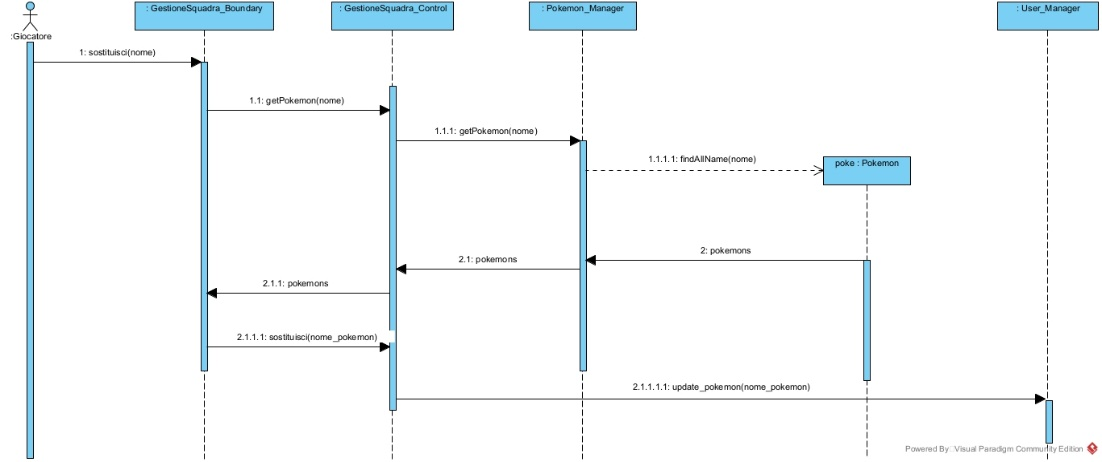 : GestioneSquadra_Boundary
: GestioneSquadra_Control
: Pokemon_Manager
: User_Manager
:Giocatore
1: sostituisci(nome)
1.1: getPokemon(nome)
1.1.1: getPokemon(nome)
1.1.1.1: findAllName(nome)
poke : Pokemon
2: pokemons
2.1: pokemons
2.1.1: pokemons
2.1.1.1: sostituisci(nome_pokemon)
2.1.1.1.1: update_pokemon(nome_pokemon)
Powered By: Visual Paradigm Community Edition